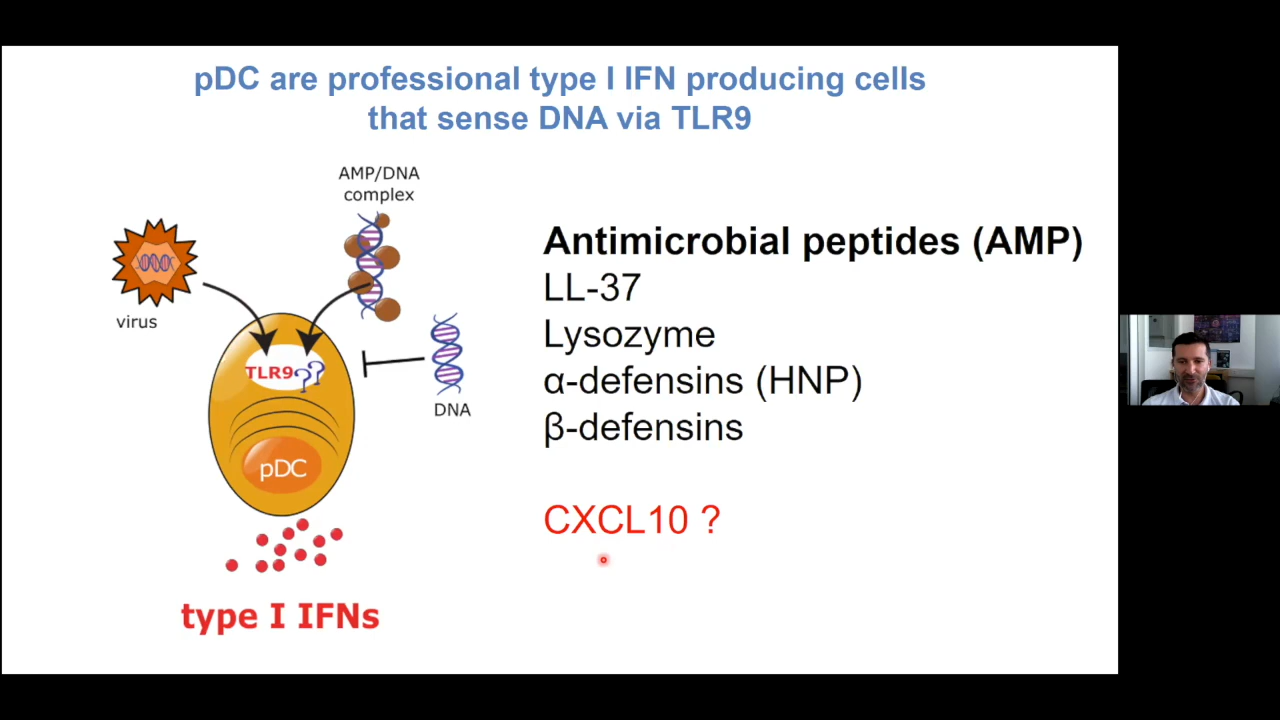 pDC are professional type I IFN producing cells
that sense DNA via TLR9
AMP/DNA
complex
virus
TLR9
DNA
pDC
type I IFNs
Antimicrobial peptides (AMP)
LL-37
Lysozyme
α-defensins (HNP)
β-defensins
CXCL10 ?